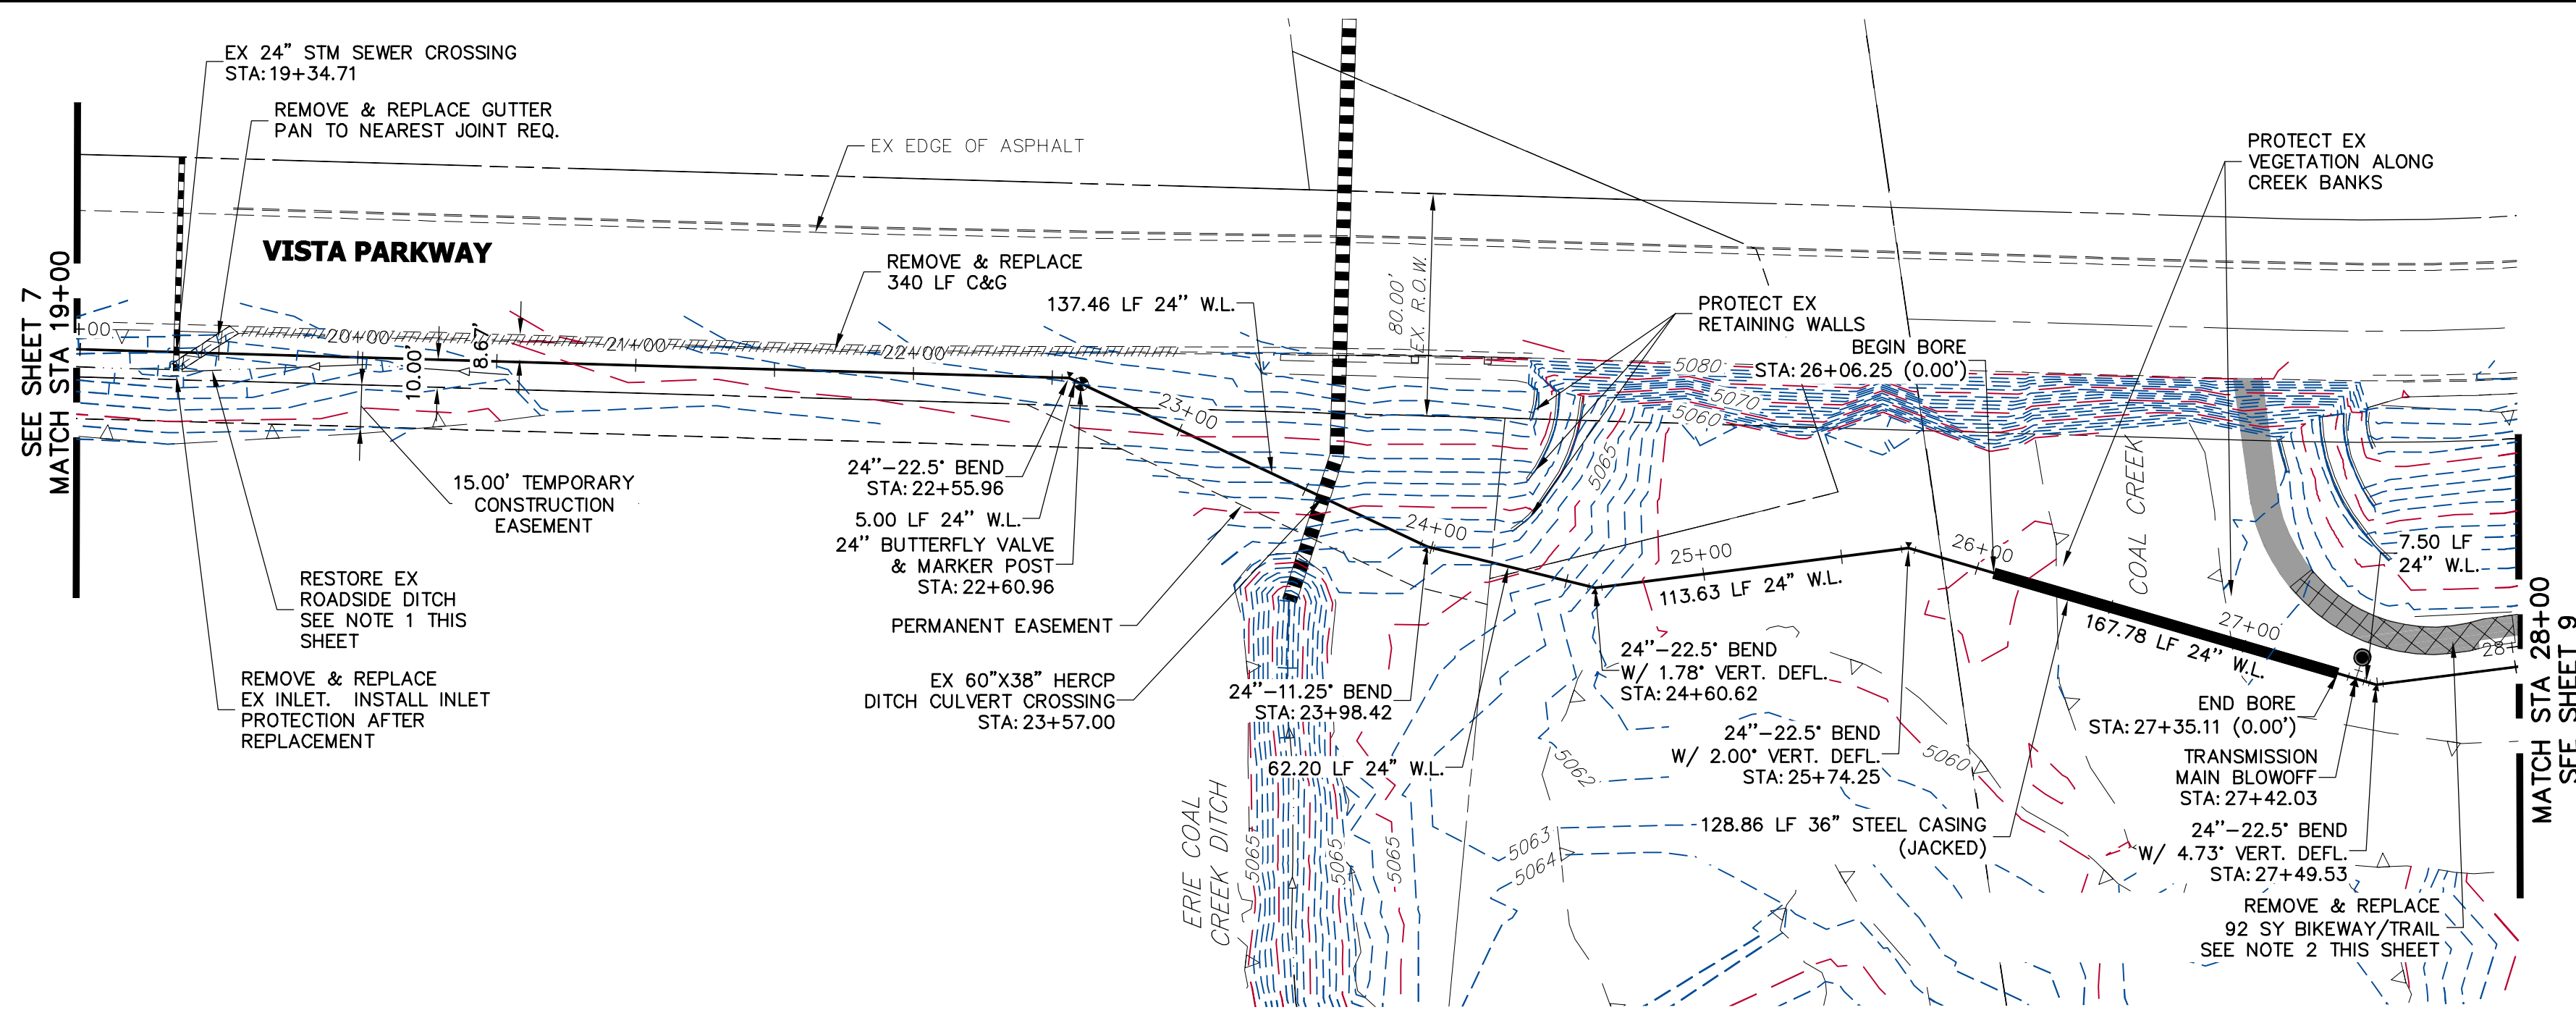 EX 24" STM SEWER CROSSING
STA: 19+34.71
REMOVE & REPLACE GUTTER
PAN TO NEAREST JOINT REQ.
EX EDGE OF ASPHALT
VISTA PARKWAY
SEE SHEET 7
MATCH STA 19+00
+00
20+00
21+00
22+00
10.00'
8.67'
REMOVE & REPLACE
340 LF C&G
137.46 LF 24" W.L.
80.00'
EX. R.O.W.
PROTECT EX
RETAINING WALLS
BEGIN BORE
STA: 26+06.25 (0.00')
PROTECT EX
VEGETATION ALONG
CREEK BANKS
5080
5070
5060
5065
23+00
24+00
25+00
26+00
27+00
28+
COAL CREEK
7.50 LF
24" W.L.
15.00' TEMPORARY
CONSTRUCTION
EASEMENT
24"-22.5° BEND
STA: 22+55.96
5.00 LF 24" W.L.
24" BUTTERFLY VALVE
& MARKER POST
STA: 22+60.96
PERMANENT EASEMENT
EX 60"X38" HERCP
DITCH CULVERT CROSSING
STA: 23+57.00
RESTORE EX
ROADSIDE DITCH
SEE NOTE 1 THIS
SHEET
REMOVE & REPLACE
EX INLET. INSTALL INLET
PROTECTION AFTER
REPLACEMENT
113.63 LF 24" W.L.
167.78 LF 24" W.L.
24"-11.25° BEND
STA: 23+98.42
62.20 LF 24" W.L.
24"-22.5° BEND
W/ 1.78° VERT. DEFL.
STA: 24+60.62
24"-22.5° BEND
W/ 2.00° VERT. DEFL.
STA: 25+74.25
5062
5060
5063
5064
128.86 LF 36" STEEL CASING
(JACKED)
END BORE
STA: 27+35.11 (0.00')
TRANSMISSION
MAIN BLOWOFF
STA: 27+42.03
24"-22.5° BEND
W/ 4.73° VERT. DEFL.
STA: 27+49.53
REMOVE & REPLACE
92 SY BIKEWAY/TRAIL
SEE NOTE 2 THIS SHEET
ERIE COAL
CREEK DITCH
5065
5065
5065
MATCH STA 28+00
SEE SHEET 9